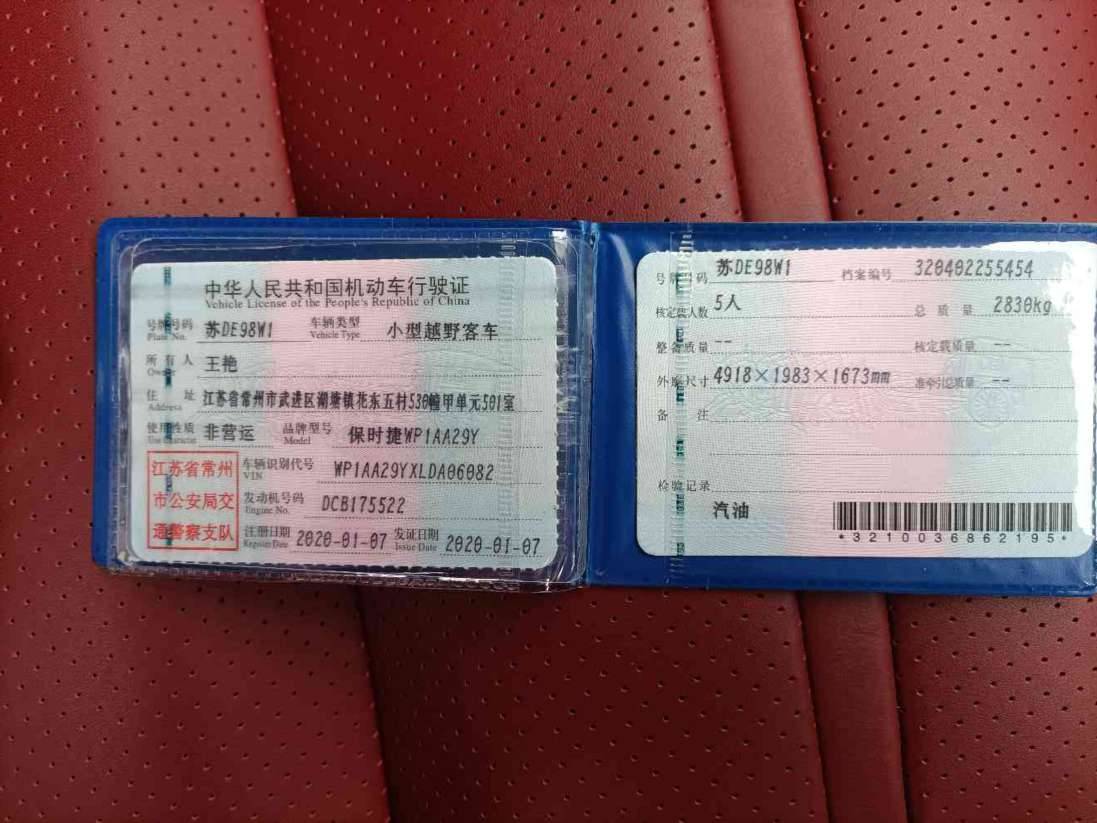 中华人民共和国机动车行驶证
Vehicle License of the People's Republic of China
号牌号码 苏DE98W1 车辆类型 小型越野客车
Plate No. Vehicle Type
所有人 王艳
Owner
住址 江苏省常州市武进区湖塘镇花东五村530幢甲单元501室
Address
使用性质 非营运 品牌型号 保时捷WP1AA29Y
Use Character Model
江苏省常州市公安局交通警察支队
车辆识别代号 WP1AA29YXLDA06082
VIN
发动机号码 DCB175522
Engine No.
注册日期 2020-01-07 发证日期 2020-01-07
Register Date Issue Date
号牌号码 苏DE98W1 档案编号 320402255454
核定载人数 5人 总质量 2830kg
整备质量 -- 核定载质量 --
外廓尺寸 4918×1983×1673mm 准牵引总质量 --
备注
检验记录
汽油
*3210036862195*